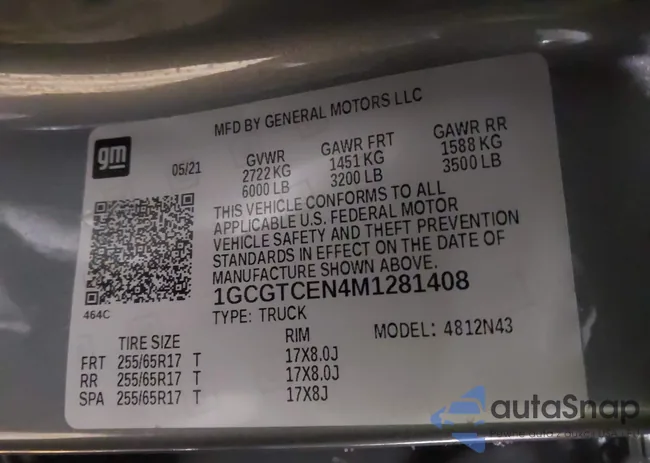 MFD BY GENERAL MOTORS LLC
gm
05/21
GVWR GAWR FRT GAWR RR
2722 KG 1451 KG 1588 KG
6000 LB 3200 LB 3500 LB
THIS VEHICLE CONFORMS TO ALL
APPLICABLE U.S. FEDERAL MOTOR
VEHICLE SAFETY AND THEFT PREVENTION
STANDARDS IN EFFECT ON THE DATE OF
MANUFACTURE SHOWN ABOVE.
464C
1GCGTCEN4M1281408
TYPE: TRUCK MODEL: 4812N43
TIRE SIZE RIM
FRT 255/65R17 T 17X8.0J
RR 255/65R17 T 17X8.0J
SPA 255/65R17 T 17X8J
autaSnap